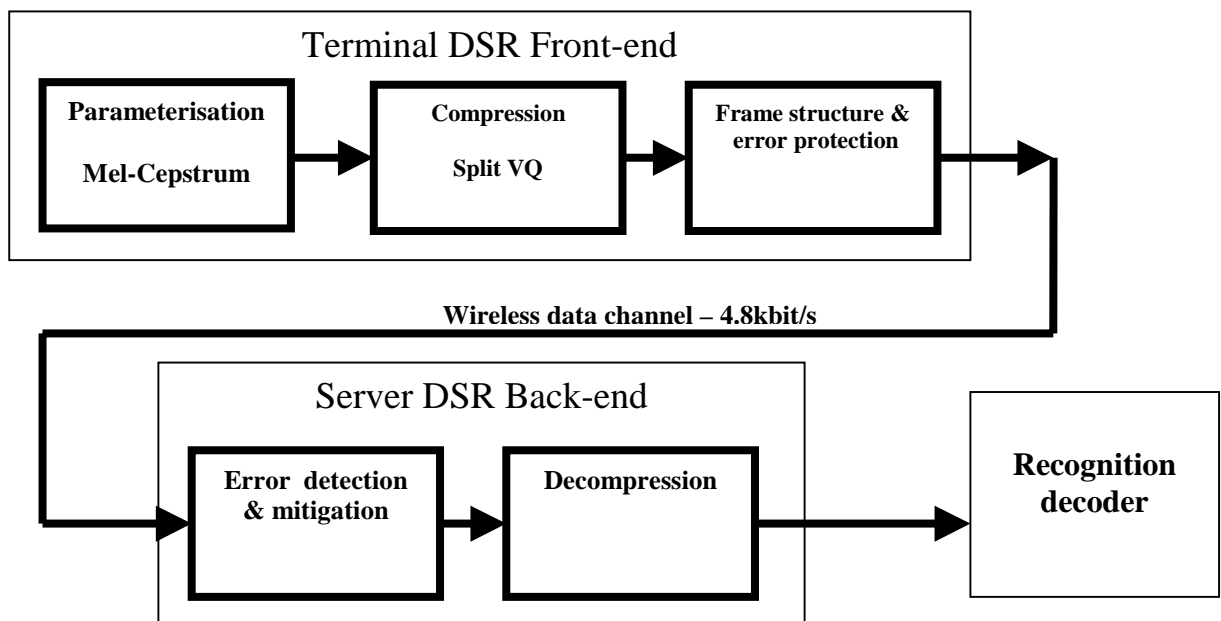 Terminal DSR Front-end
Parameterisation
Mel-Cepstrum
Compression
Split VQ
Frame structure &
error protection
Wireless data channel – 4.8kbit/s
Server DSR Back-end
Error detection
& mitigation
Decompression
Recognition
decoder